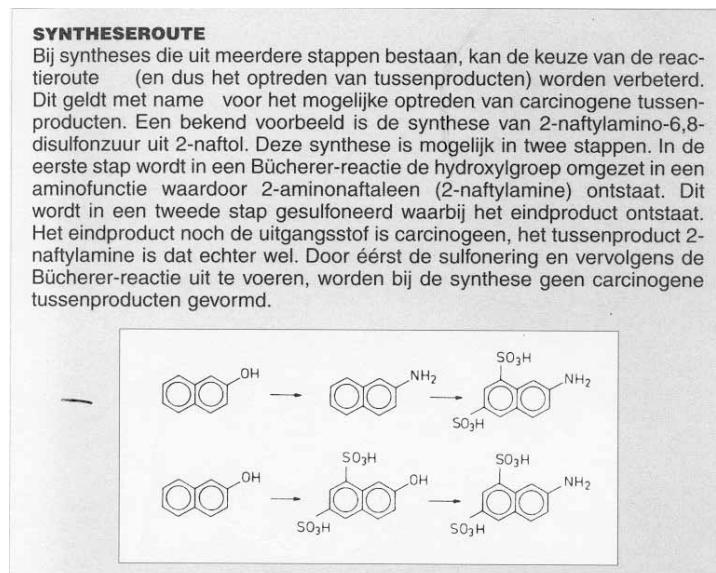 SYNTHESEROUTE
Bij syntheses die uit meerdere stappen bestaan, kan de keuze van de reac-
tieroute (en dus het optreden van tussenproducten) worden verbeterd.
Dit geldt met name voor het mogelijke optreden van carcinogene tussen-
producten. Een bekend voorbeeld is de synthese van 2-naftylamino-6,8-
disulfonzuur uit 2-naftol. Deze synthese is mogelijk in twee stappen. In de
eerste stap wordt in een Bücherer-reactie de hydroxylgroep omgezet in een
aminofunctie waardoor 2-aminonaftaleen (2-naftylamine) ontstaat. Dit
wordt in een tweede stap gesulfoneerd waarbij het eindproduct ontstaat.
Het eindproduct noch de uitgangsstof is carcinogeen, het tussenproduct 2-
naftylamine is dat echter wel. Door éérst de sulfonering en vervolgens de
Bücherer-reactie uit te voeren, worden bij de synthese geen carcinogene
tussenproducten gevormd.
SO₃H
OH NH₂ NH₂
SO₃H
SO₃H SO₃H
OH OH NH₂
SO₃H SO₃H